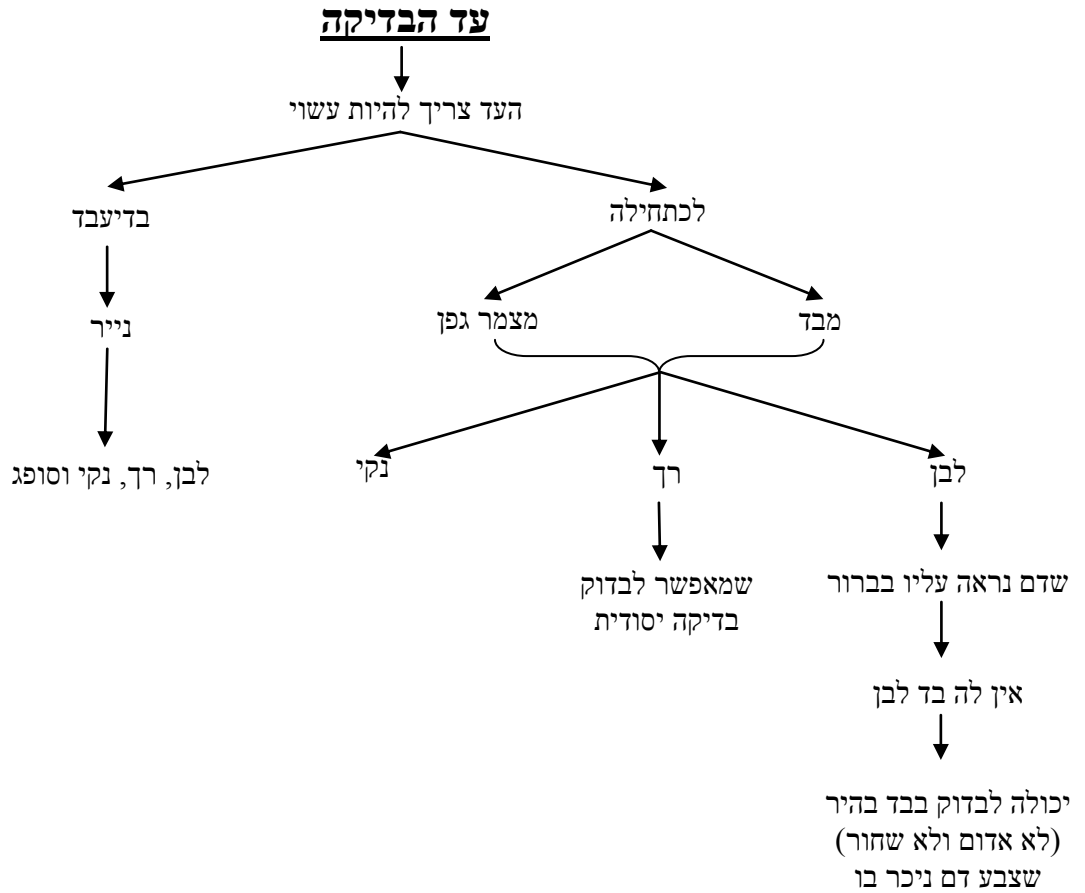 עד הבדיקה
העד צריך להיות עשוי
לכתחילה
בדיעבד
מבד
מצמר גפן
נייר
לבן
רך
נקי
לבן, רך, נקי וסופג
שדם נראה עליו בברור
שמאפשר לבדוק
בדיקה יסודית
אין לה בד לבן
יכולה לבדוק בבד בהיר
(לא אדום ולא שחור)
שצבע דם ניכר בו